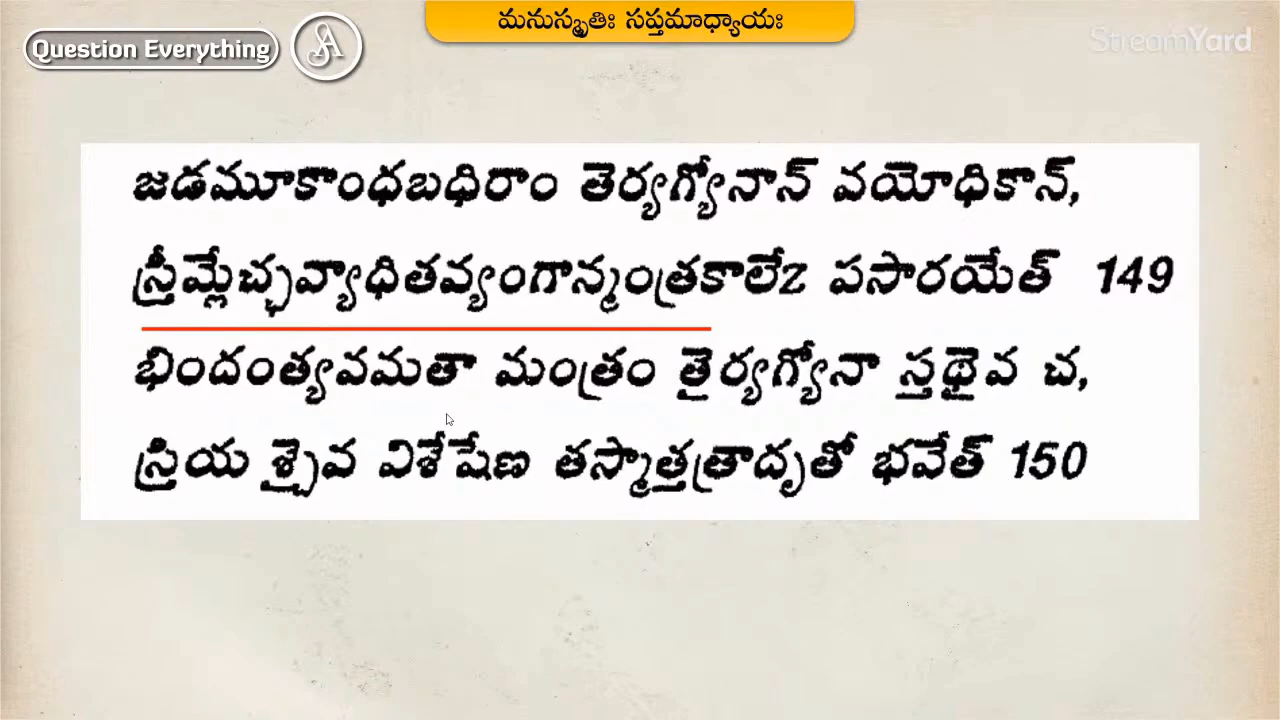 Question Everything
మనుస్మృతిః సప్తమాధ్యాయః
StreamYard
జడమూకాంధబధిరాం తెర్యగ్యోనాన్ వయోధికాన్,
స్త్రీమ్లేచ్ఛవ్యాధితవ్యంగాన్మంత్రకాలేz పసారయేత్ 149
భిందంత్యవమతా మంత్రం తైర్యగ్యోనా స్తథైవ చ,
స్త్రియ శ్చైవ విశేషేణ తస్మాత్తత్రాదృతో భవేత్ 150